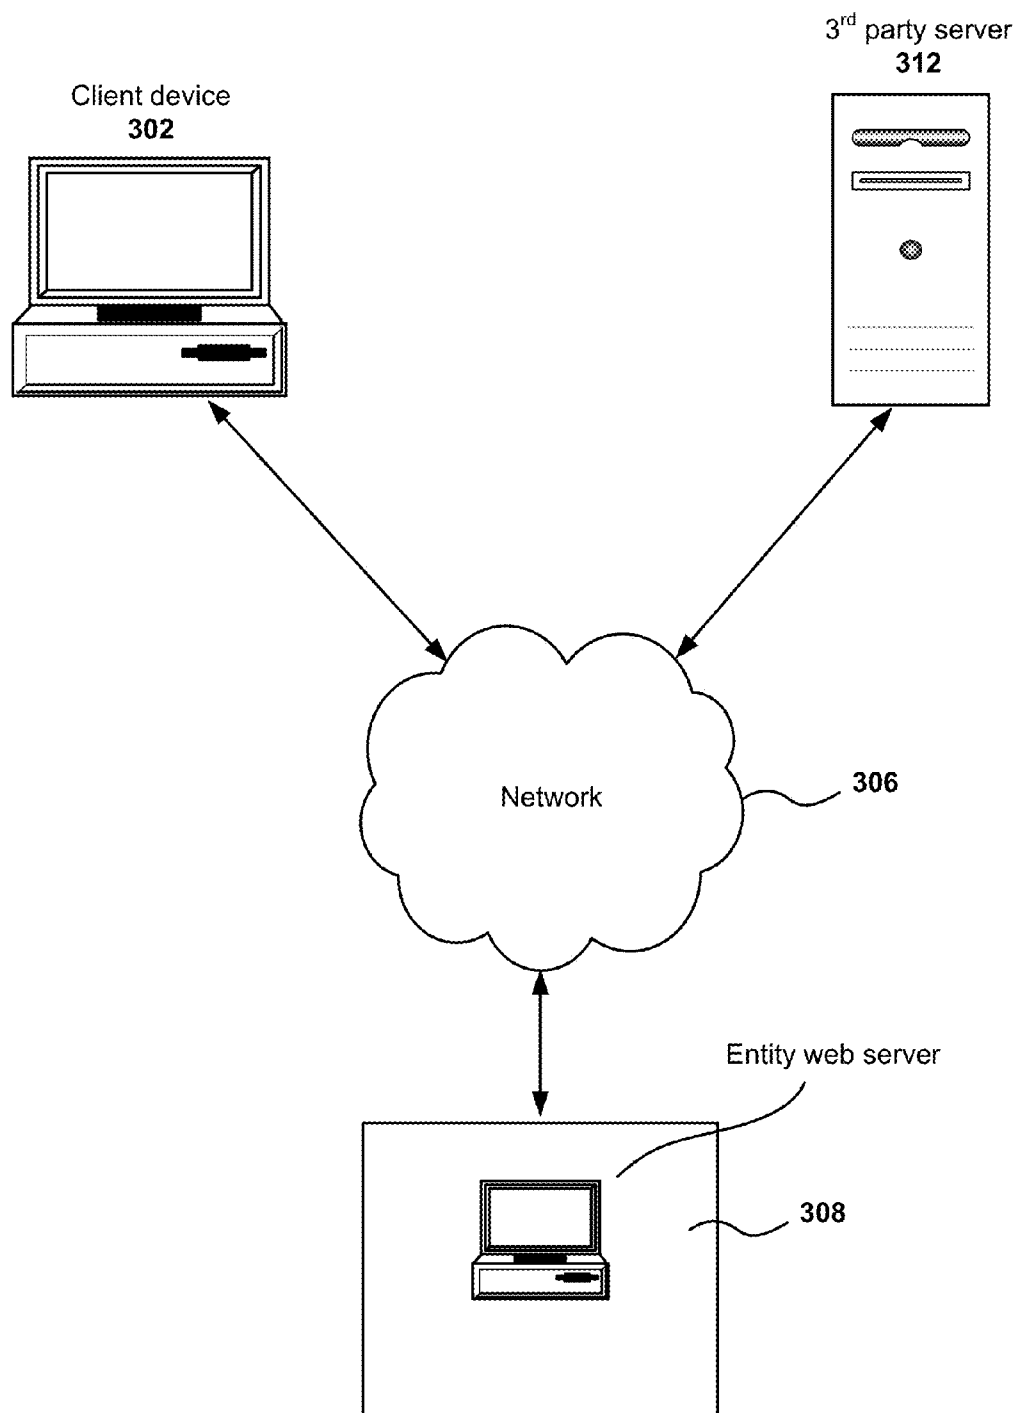 3rd party server
312
Client device
302
Network
306
Entity web server
308